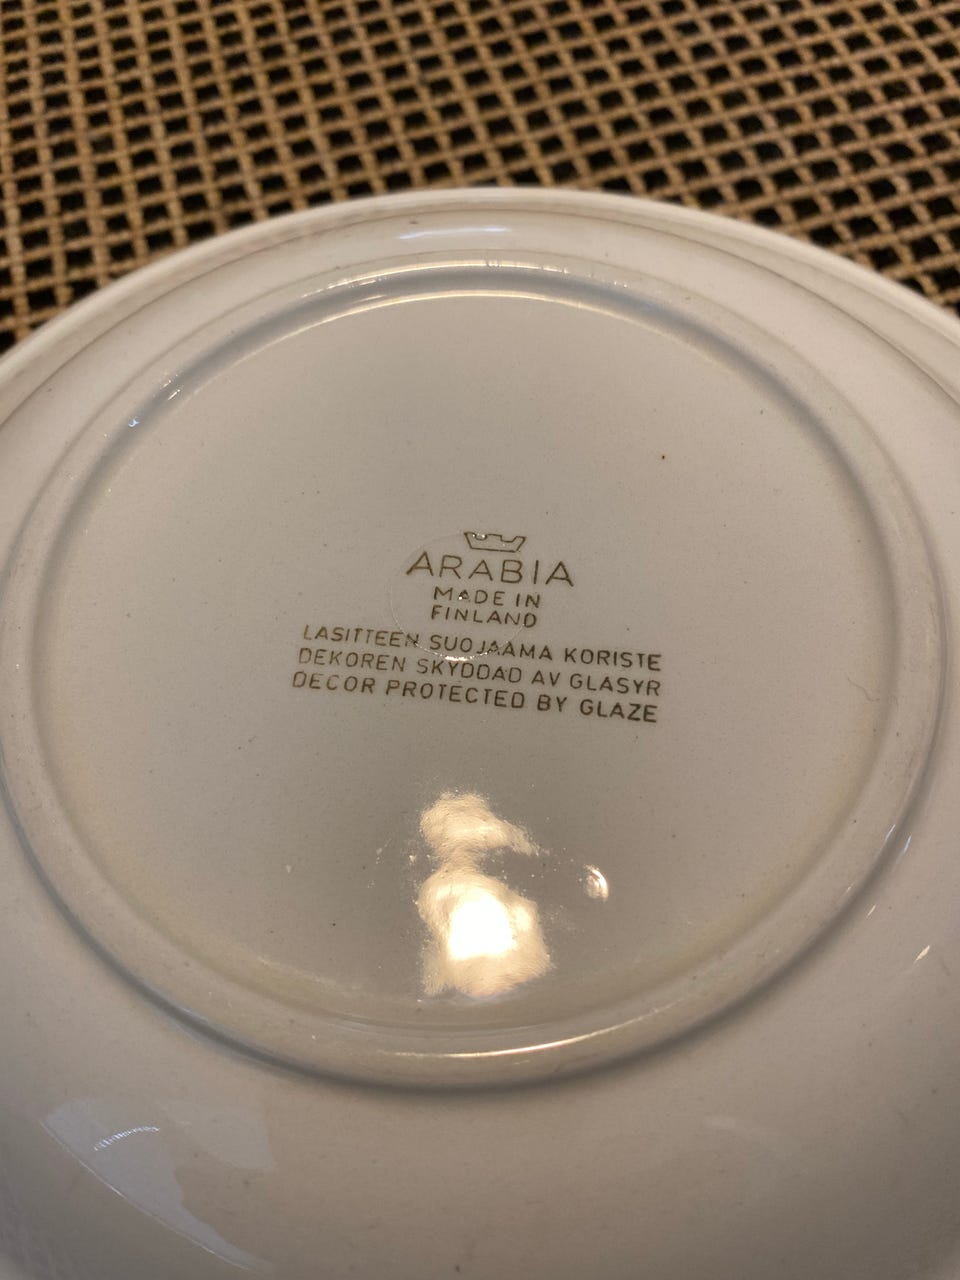 ARABIA
MADE IN
FINLAND
LASITTEEN SUOJAAMA KORISTE
DEKOREN SKYDDAD AV GLASYR
DECOR PROTECTED BY GLAZE